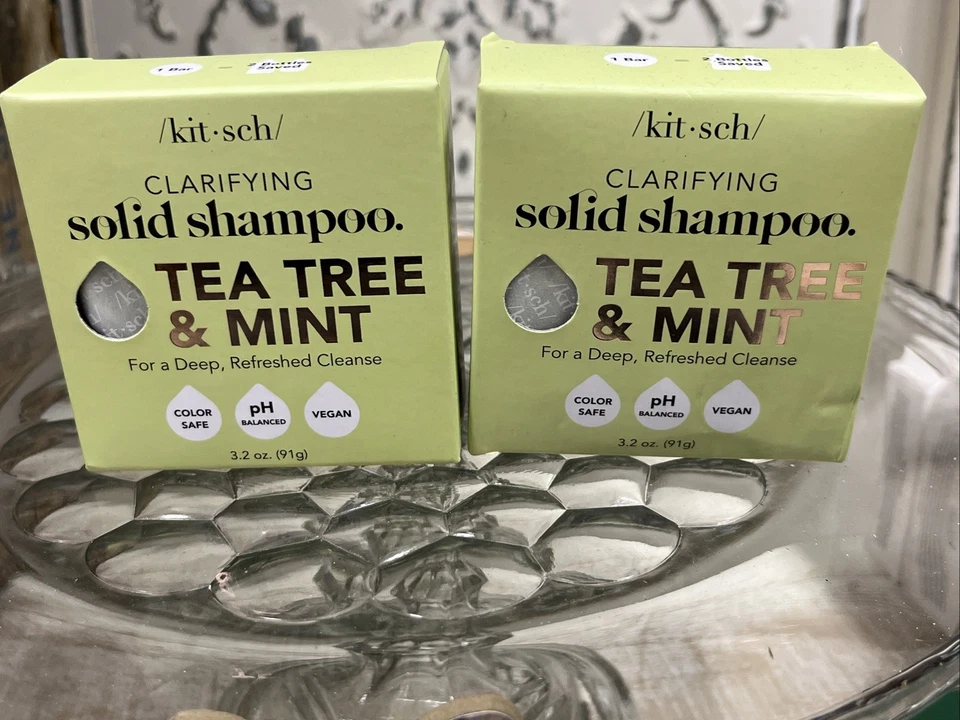 1 Bar = 2 Bottles Saved
/kit·sch/
CLARIFYING
solid shampoo.
TEA TREE
& MINT
For a Deep, Refreshed Cleanse
COLOR SAFE
pH BALANCED
VEGAN
3.2 oz. (91g)
1 Bar = 2 Bottles Saved
/kit·sch/
CLARIFYING
solid shampoo.
TEA TREE
& MINT
For a Deep, Refreshed Cleanse
COLOR SAFE
pH BALANCED
VEGAN
3.2 oz. (91g)